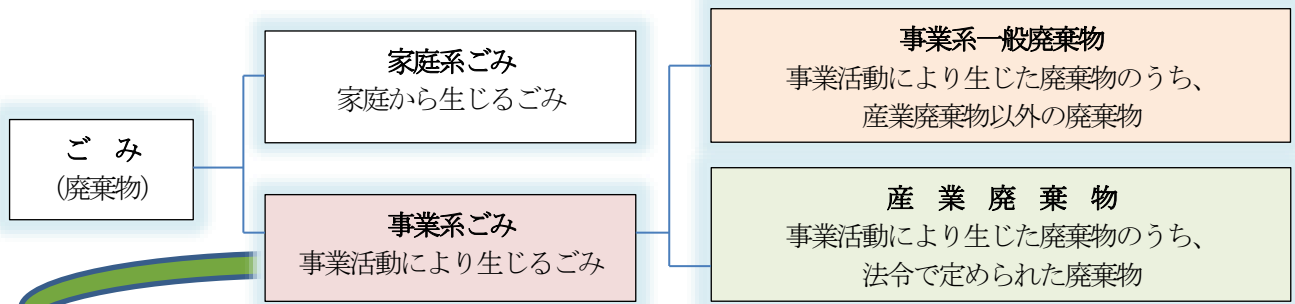 ご み
(廃棄物)
家庭系ごみ
家庭から生じるごみ
事業系ごみ
事業活動により生じるごみ
事業系一般廃棄物
事業活動により生じた廃棄物のうち、
産業廃棄物以外の廃棄物
産 業 廃 棄 物
事業活動により生じた廃棄物のうち、
法令で定められた廃棄物